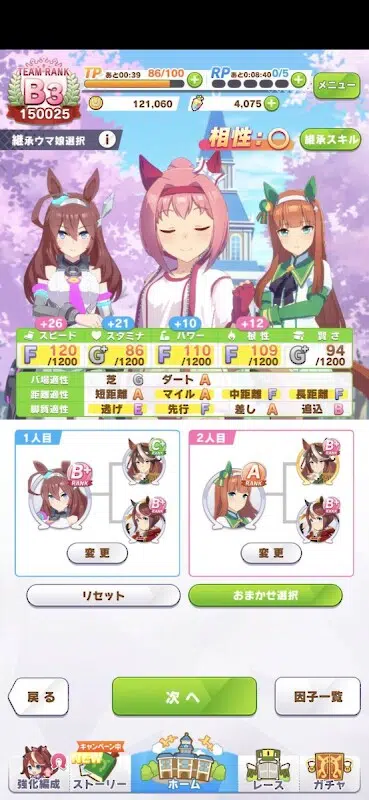 TEAM RANK
B3
150025
TP あと00:39 86/100
RP あと0:08:40 0/5
メニュー
121,060
4,075
継承ウマ娘選択
相性:○
継承スキル
+26 +21 +10 +12
スピード スタミナ パワー 根性 賢さ
F 120/1200 G+ 86/1200 F 110/1200 F 109/1200 G+ 94/1200
バ場適性 芝 G ダート A
距離適性 短距離 A マイル A 中距離 F 長距離 F
脚質適性 逃げ E 先行 F 差し A 追込 B
1人目
2人目
B+ RANK
C+
B+
A RANK
B+
B+
変更
変更
リセット
おまかせ選択
戻る
次へ
因子一覧
キャンペーン中
NEW
強化編成
ストーリー
ホーム
レース
ガチャ